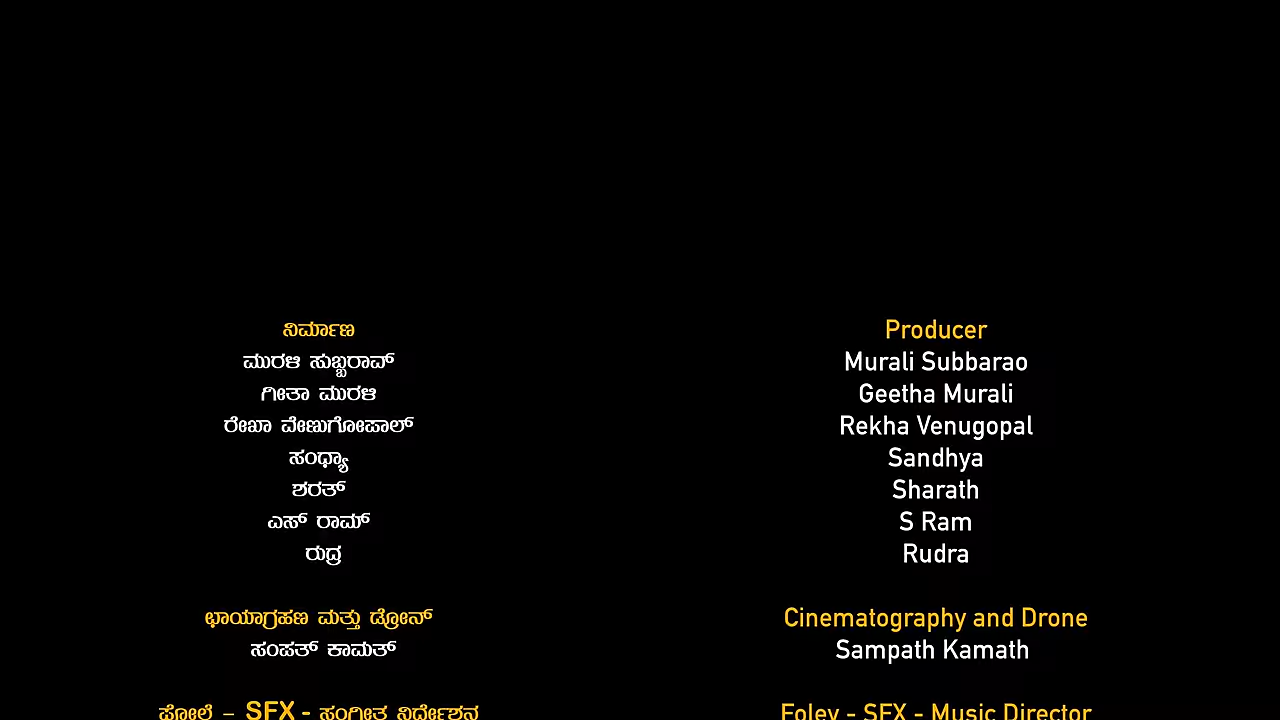 ನಿರ್ಮಾಣ
ಮುರಳಿ ಸುಬ್ಬರಾವ್
ಗೀತಾ ಮುರಳಿ
ರೇಖಾ ವೇಣುಗೋಪಾಲ್
ಸಂಧ್ಯಾ
ಶರತ್
ಎಸ್ ರಾಮ್
ರುದ್ರ
ಛಾಯಾಗ್ರಹಣ ಮತ್ತು ಡ್ರೋನ್
ಸಂಪತ್ ಕಾಮತ್
ಫೋಲೆ – SFX - ಸಂಗೀತ ನಿರ್ದೇಶನ
Producer
Murali Subbarao
Geetha Murali
Rekha Venugopal
Sandhya
Sharath
S Ram
Rudra
Cinematography and Drone
Sampath Kamath
Foley - SFX - Music Director